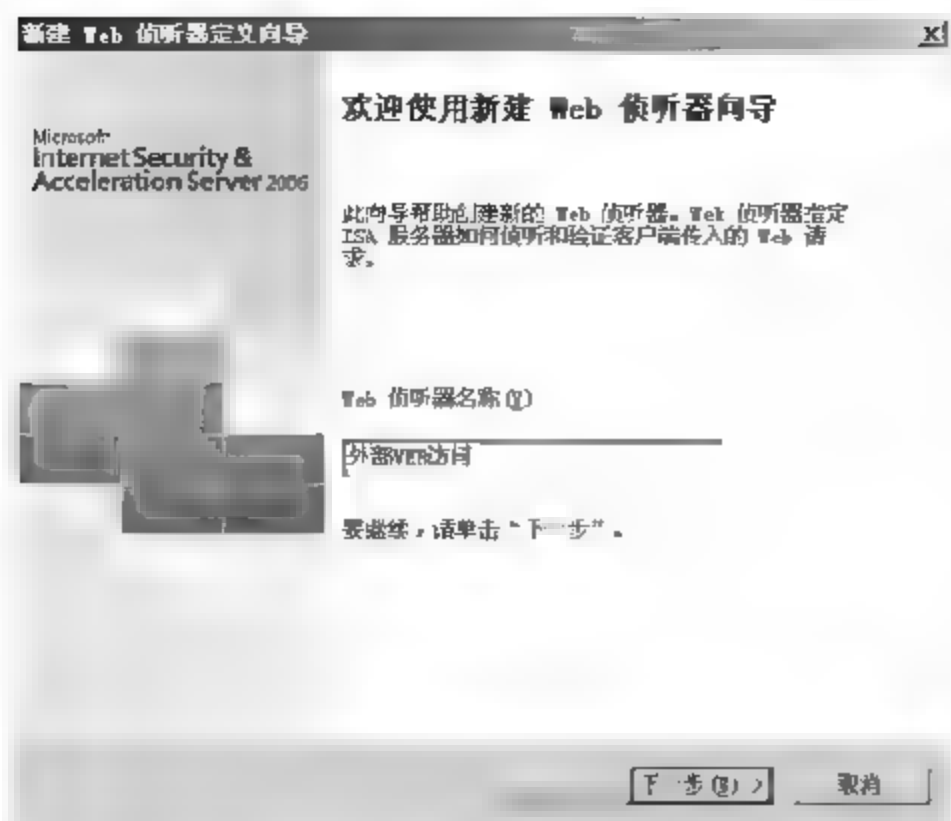 新建 Web 侦听器定义向导
Microsoft
Internet Security &
Acceleration Server 2006
欢迎使用新建 Web 侦听器向导
此向导帮助创建新的 Web 侦听器。Web 侦听器指定
ISA 服务器如何侦听和验证客户端传入的 Web 请
求。
Web 侦听器名称(W)
外部WEB访问
要继续，请单击“下一步”。
下一步(N) >
取消